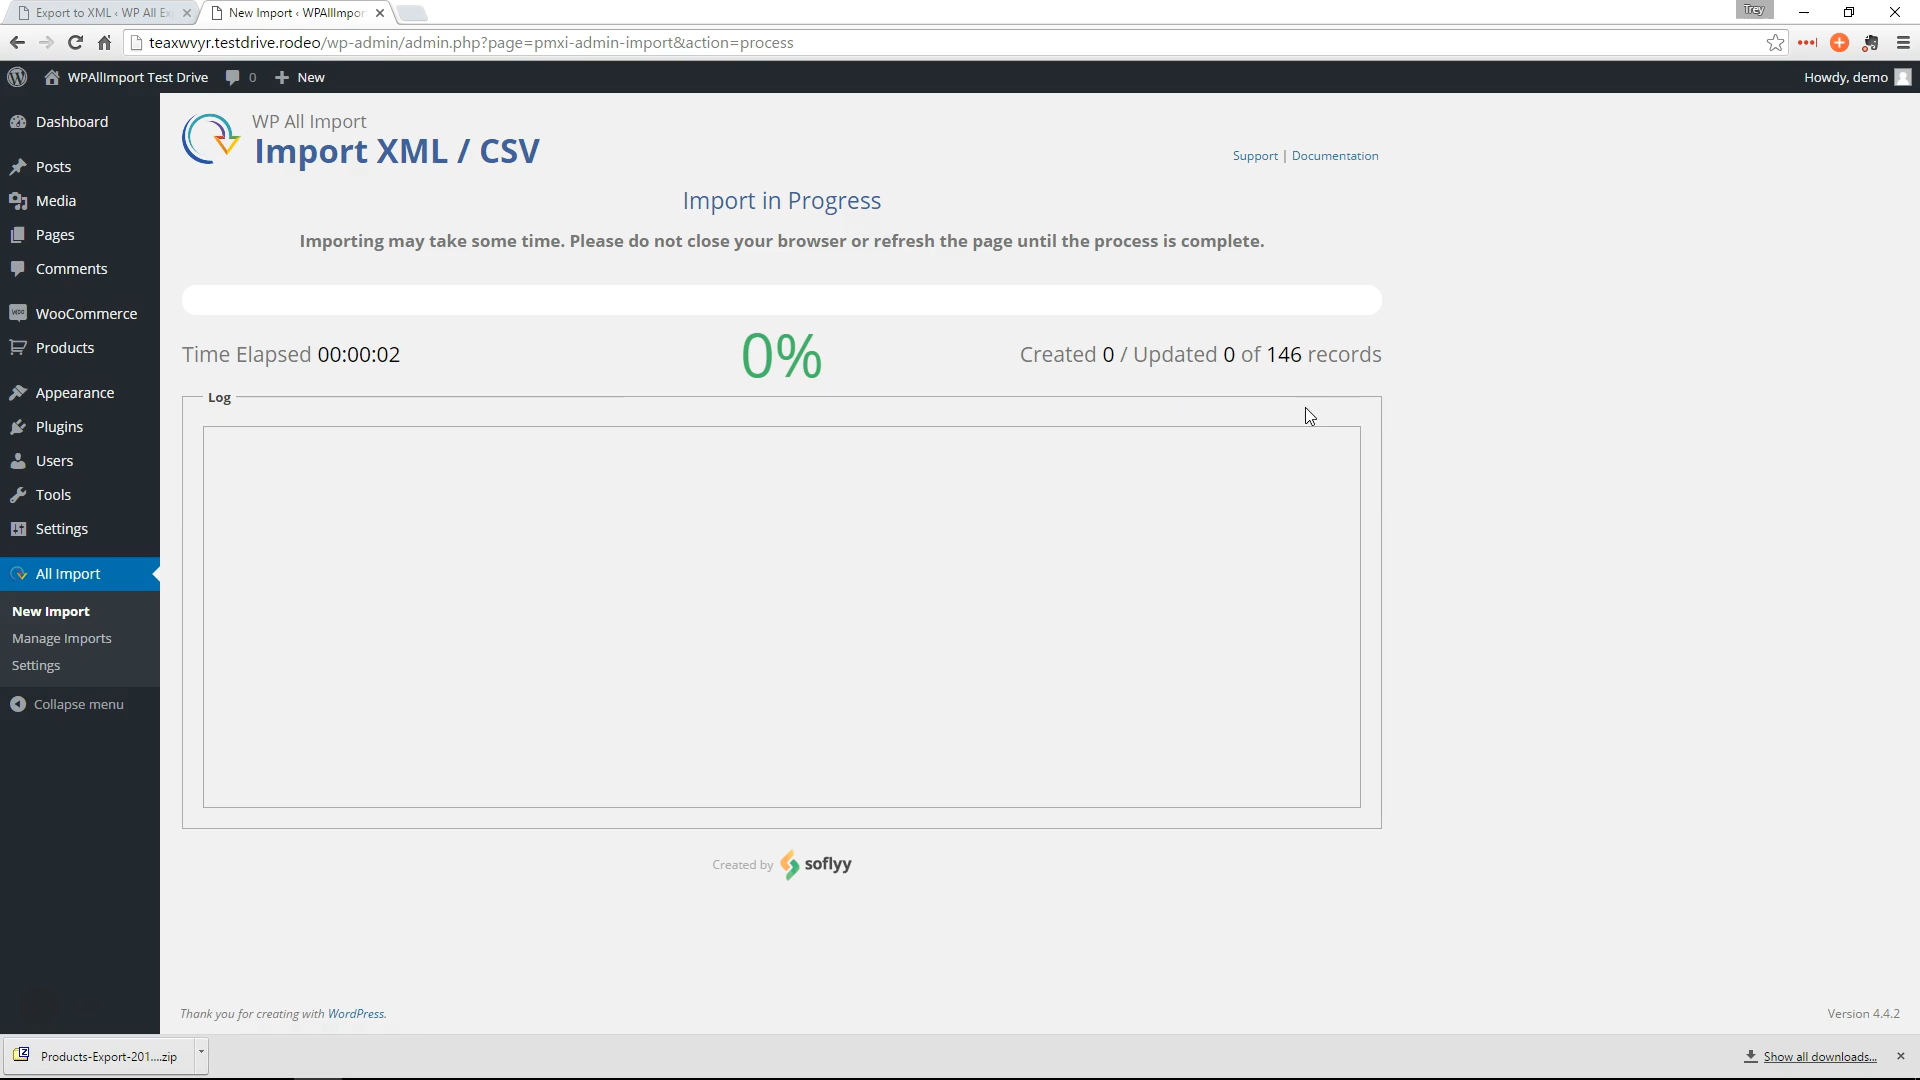 Export to XML ‹ WP All Ex
New Import ‹ WPAllImpor
Trey
teaxwvyr.testdrive.rodeo/wp-admin/admin.php?page=pmxi-admin-import&action=process
WPAllImport Test Drive
0
New
Howdy, demo
Dashboard
Posts
Media
Pages
Comments
WooCommerce
Products
Appearance
Plugins
Users
Tools
Settings
All Import
New Import
Manage Imports
Settings
Collapse menu
WP All Import
Import XML / CSV
Support | Documentation
Import in Progress
Importing may take some time. Please do not close your browser or refresh the page until the process is complete.
Time Elapsed 00:00:02
0%
Created 0 / Updated 0 of 146 records
Log
Created by soflyy
Thank you for creating with WordPress.
Version 4.4.2
Products-Export-201....zip
Show all downloads...